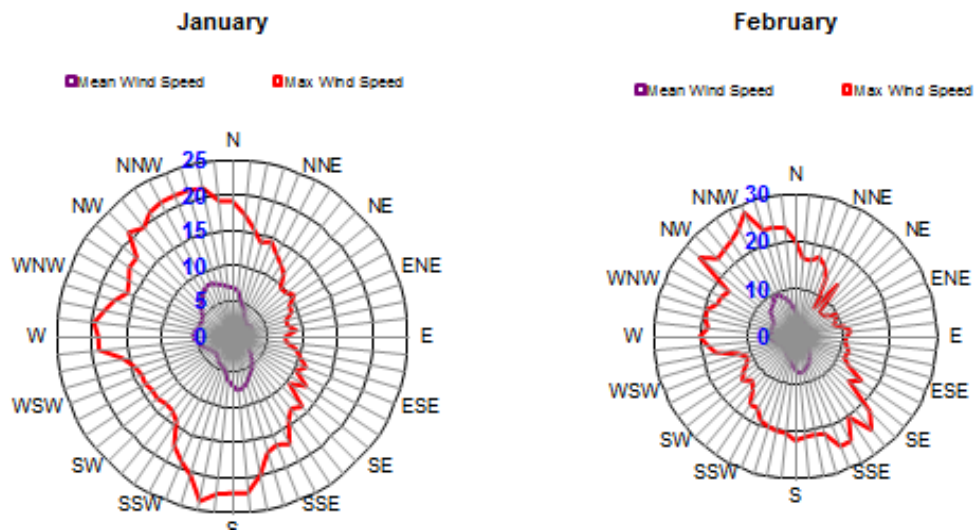 January
Mean Wind Speed
Max Wind Speed
N
NNE
NE
ENE
E
ESE
SE
SSE
S
SSW
SW
WSW
W
WNW
NW
NNW
25
20
15
10
5
0
February
Mean Wind Speed
Max Wind Speed
N
NNE
NE
ENE
E
ESE
SE
SSE
S
SSW
SW
WSW
W
WNW
NW
NNW
30
20
10
0